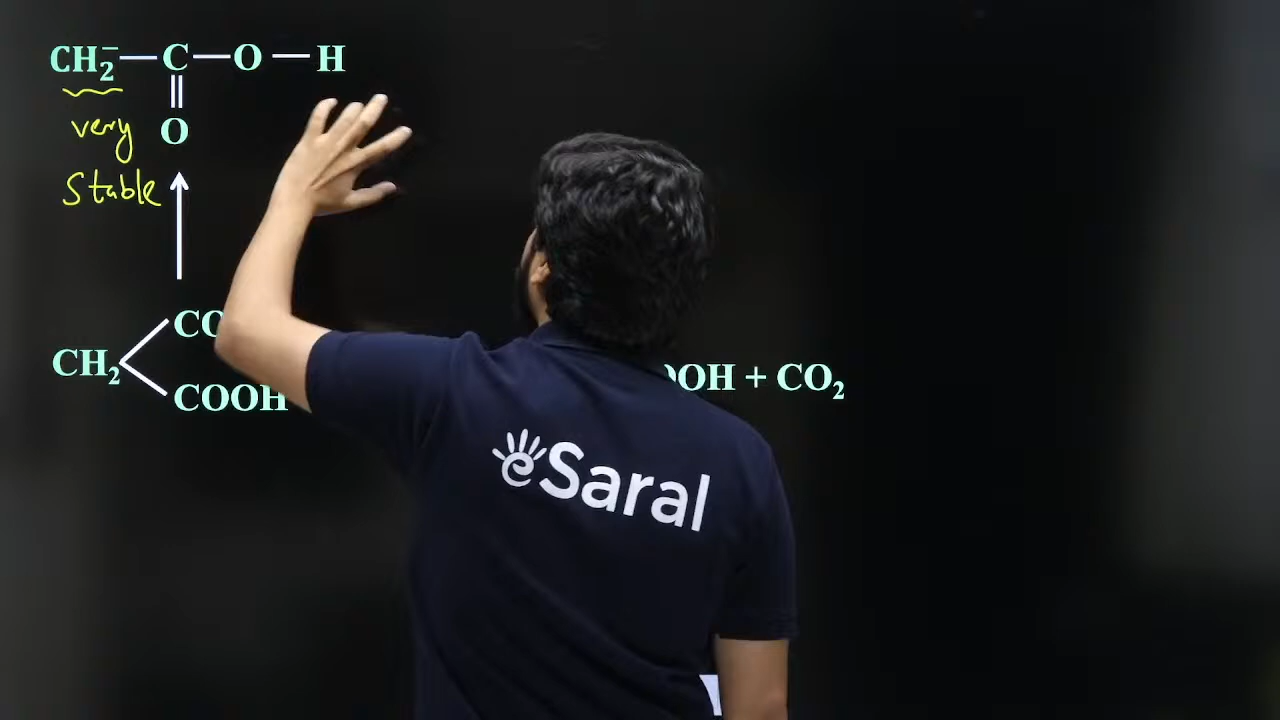 CH₂⁻—C—O—H
||
O
very
Stable
CH₂
COOH
OOH + CO₂
eSaral